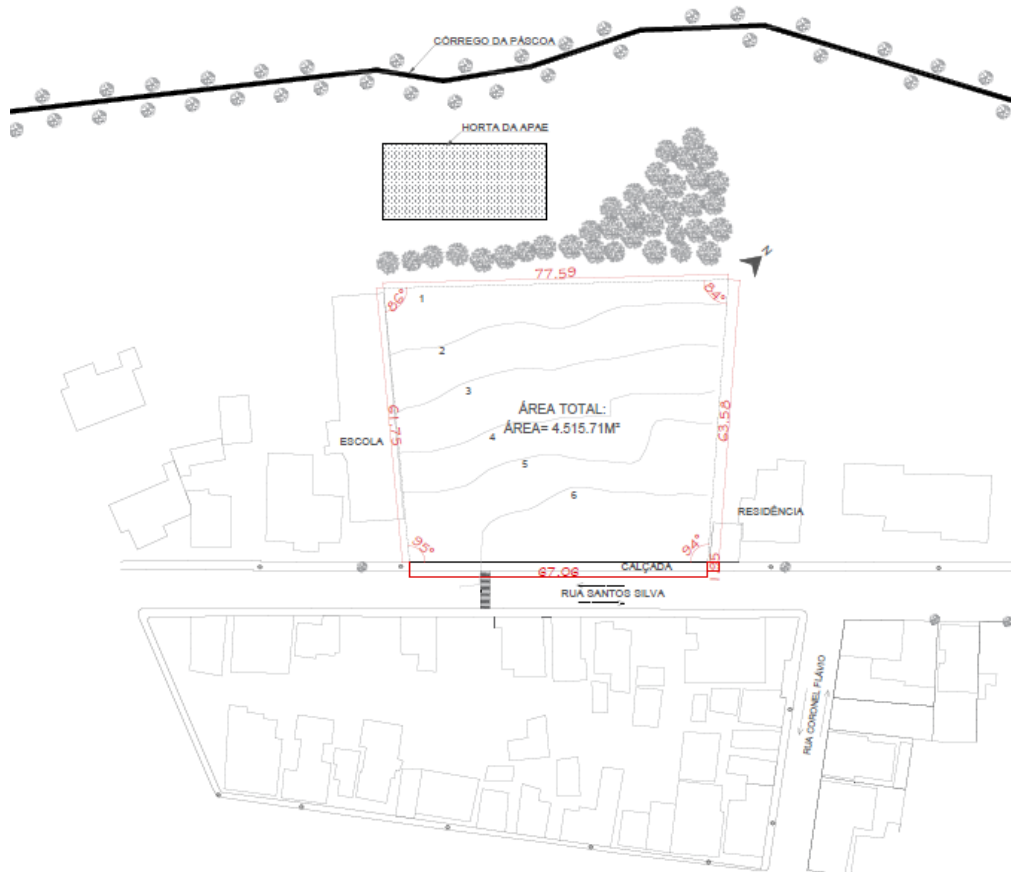 CÓRREGO DA PÁSCOA
HORTA DA APAE
N
77.59
86°
84°
1
2
3
4
5
6
61.75
63.58
ÁREA TOTAL:
ÁREA= 4.515.71M²
ESCOLA
RESIDÊNCIA
95°
94°
1.95
67.06
CALÇADA
RUA SANTOS SILVA
RUA CORONEL FLÁVIO